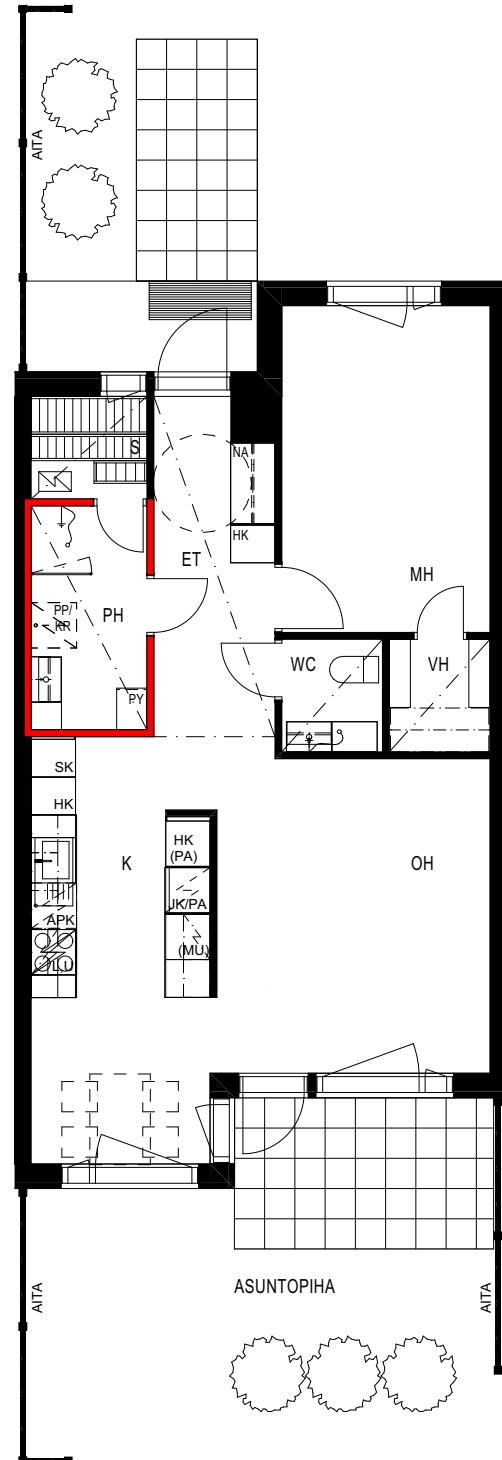 AITA
S
NA
HK
ET
MH
PH
PP/
KR
PY
WC
VH
SK
HK
K
HK
(PA)
OH
JK/PA
APK
(MU)
LU
ASUNTOPIHA
AITA
AITA